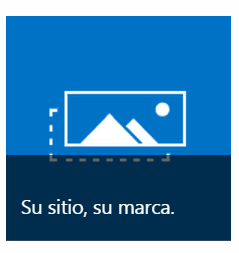 Su sitio, su marca.